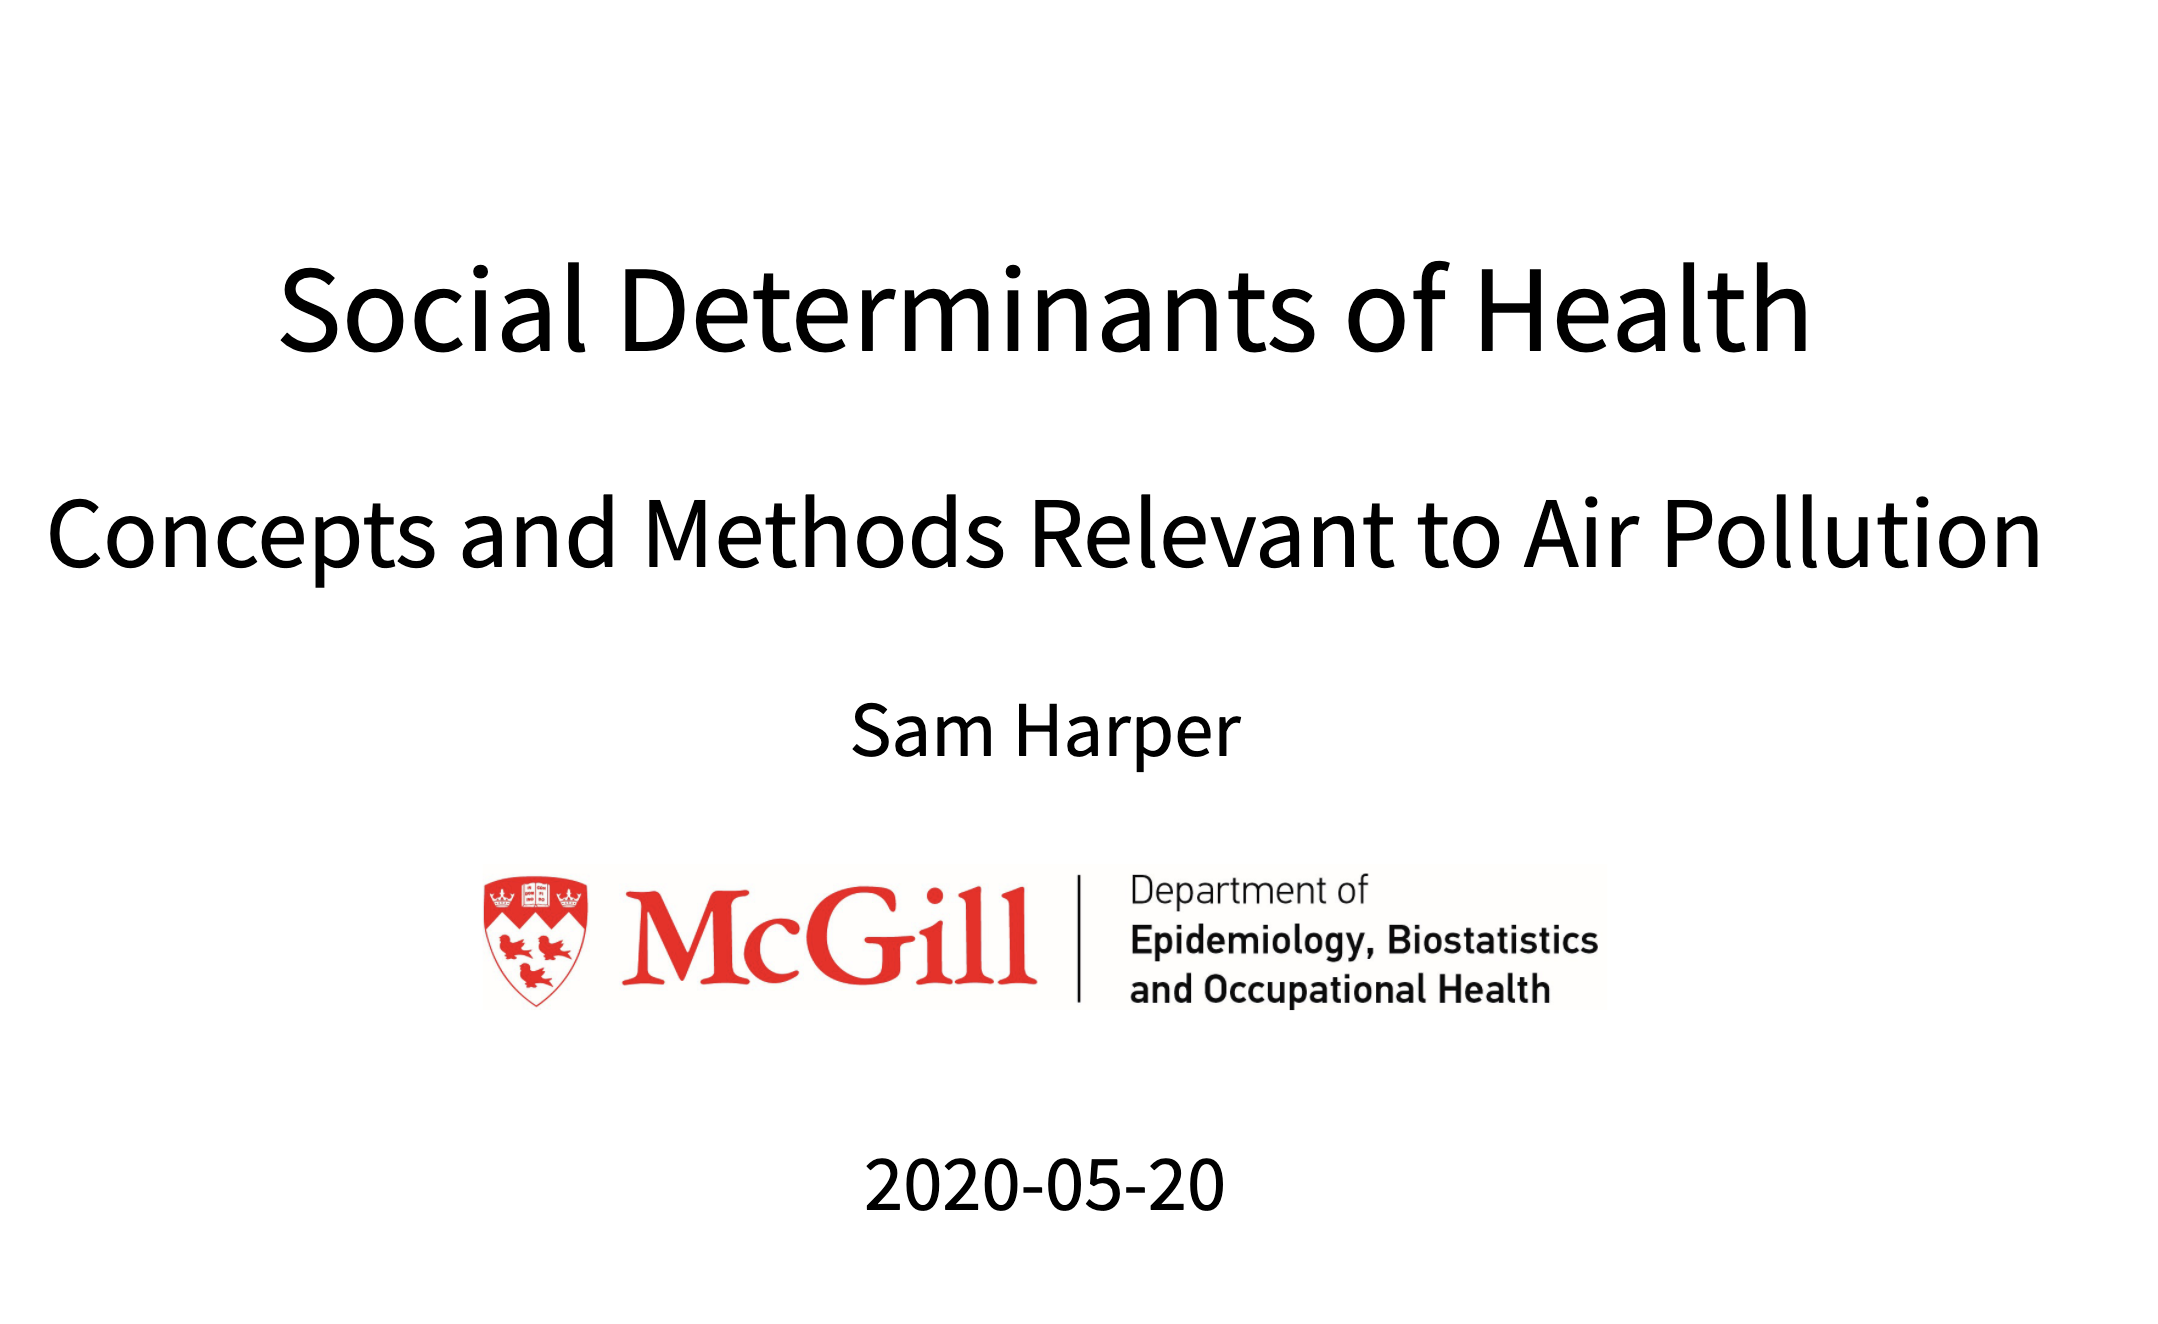 Social Determinants of Health
Concepts and Methods Relevant to Air Pollution
Sam Harper
McGill
Department of
Epidemiology, Biostatistics
and Occupational Health
2020-05-20